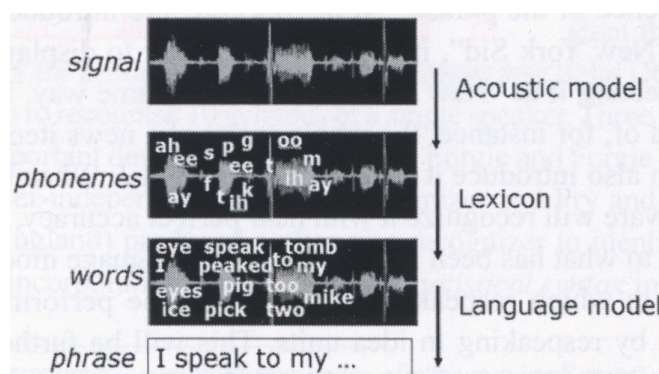 signal
Acoustic model
ah ee s p g oo
ee t m
phonemes
f k ih ay
ay t ih
Lexicon
eye speak tomb
I peaked to my
words
eyes pig too mike
ice pick two
Language model
phrase I speak to my ...